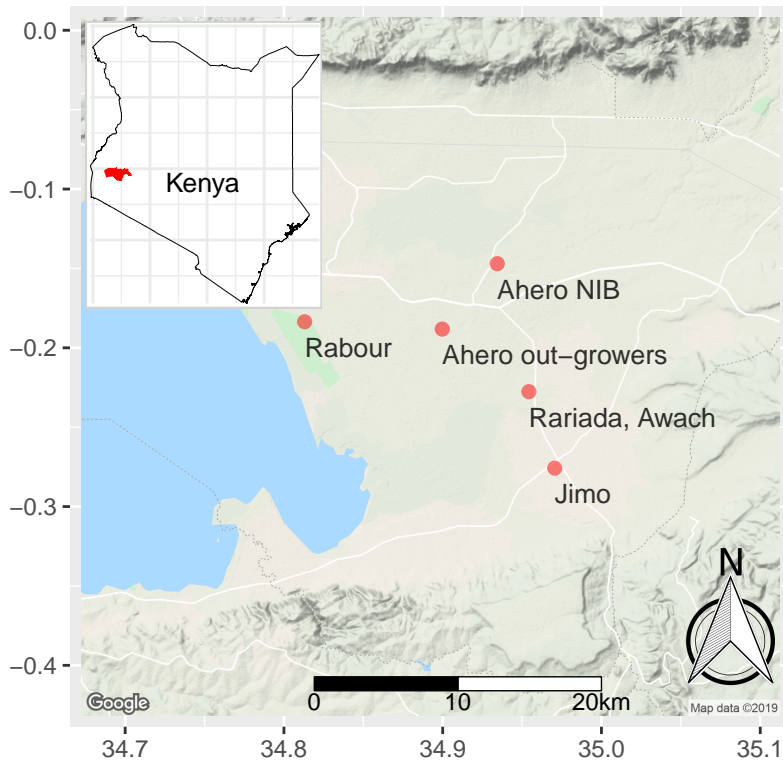 0.0
−0.1
−0.2
−0.3
−0.4
Kenya
Ahero NIB
Rabour
Ahero out−growers
Rariada, Awach
Jimo
N
0
10
20km
Google
Map data ©2019
34.7
34.8
34.9
35.0
35.1